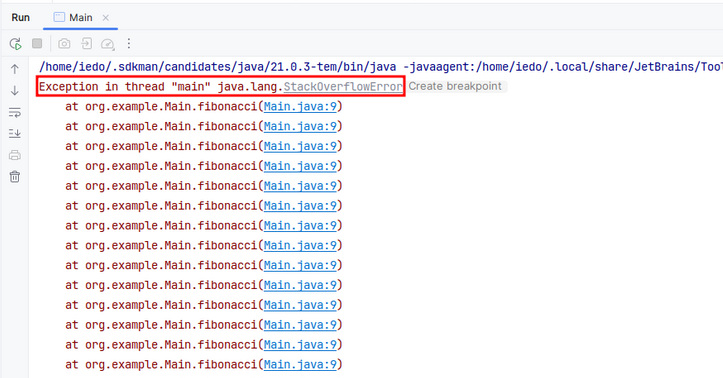 Run Main
/home/iedo/.sdkman/candidates/java/21.0.3-tem/bin/java -javaagent:/home/iedo/.local/share/JetBrains/Tool
Exception in thread "main" java.lang.StackOverflowError Create breakpoint
at org.example.Main.fibonacci(Main.java:9)
at org.example.Main.fibonacci(Main.java:9)
at org.example.Main.fibonacci(Main.java:9)
at org.example.Main.fibonacci(Main.java:9)
at org.example.Main.fibonacci(Main.java:9)
at org.example.Main.fibonacci(Main.java:9)
at org.example.Main.fibonacci(Main.java:9)
at org.example.Main.fibonacci(Main.java:9)
at org.example.Main.fibonacci(Main.java:9)
at org.example.Main.fibonacci(Main.java:9)
at org.example.Main.fibonacci(Main.java:9)
at org.example.Main.fibonacci(Main.java:9)
at org.example.Main.fibonacci(Main.java:9)
at org.example.Main.fibonacci(Main.java:9)